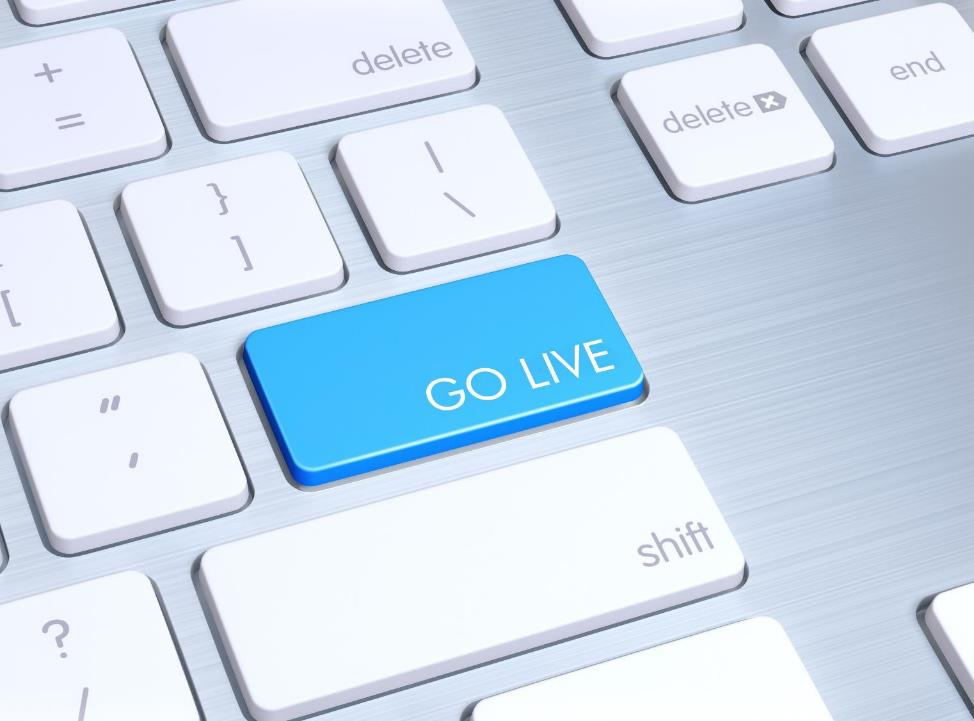 +
=
delete
delete
end
}
]
|
\
[
GO LIVE
"
'
shift
?
/